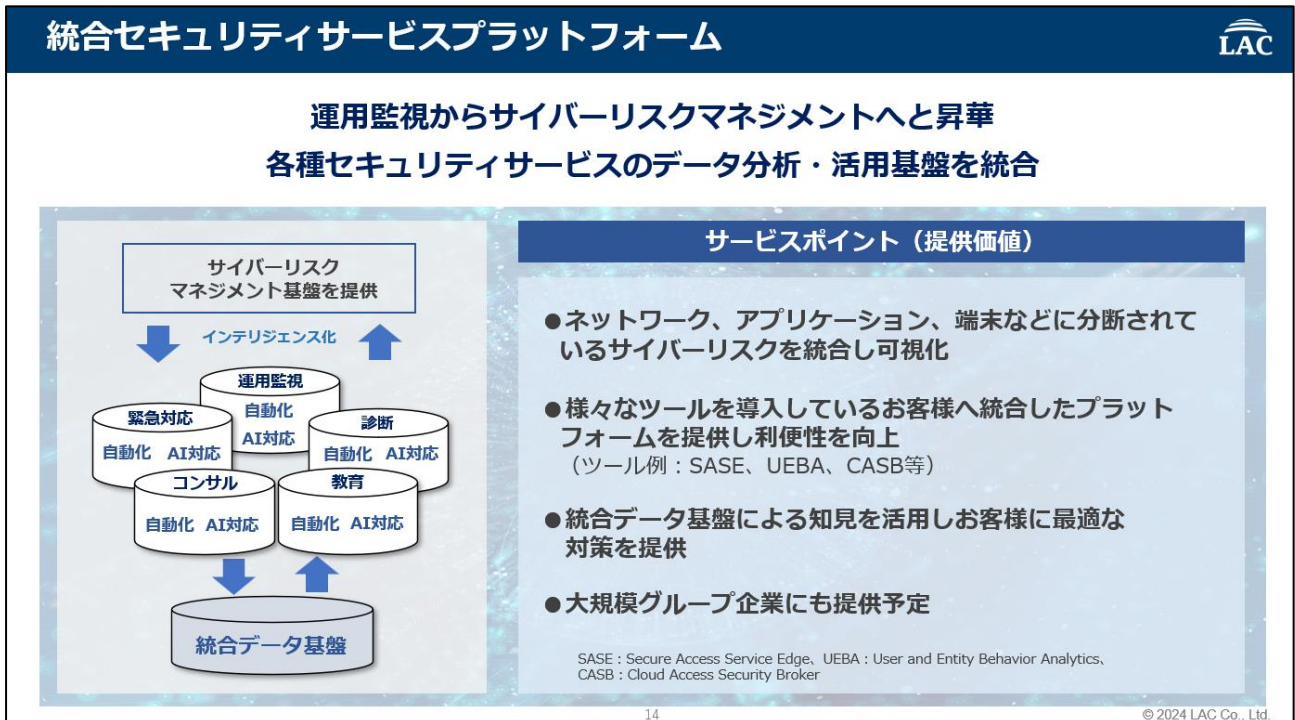 統合セキュリティサービスプラットフォーム
LAC
運用監視からサイバーリスクマネジメントへと昇華
各種セキュリティサービスのデータ分析・活用基盤を統合
サイバーリスク
マネジメント基盤を提供
インテリジェンス化
運用監視
自動化
AI対応
緊急対応
自動化 AI対応
診断
自動化 AI対応
コンサル
自動化 AI対応
教育
自動化 AI対応
統合データ基盤
サービスポイント（提供価値）
●ネットワーク、アプリケーション、端末などに分断されて
いるサイバーリスクを統合し可視化
●様々なツールを導入しているお客様へ統合したプラット
フォームを提供し利便性を向上
（ツール例：SASE、UEBA、CASB等）
●統合データ基盤による知見を活用しお客様に最適な
対策を提供
●大規模グループ企業にも提供予定
SASE：Secure Access Service Edge、UEBA：User and Entity Behavior Analytics、
CASB：Cloud Access Security Broker
14
© 2024 LAC Co., Ltd.